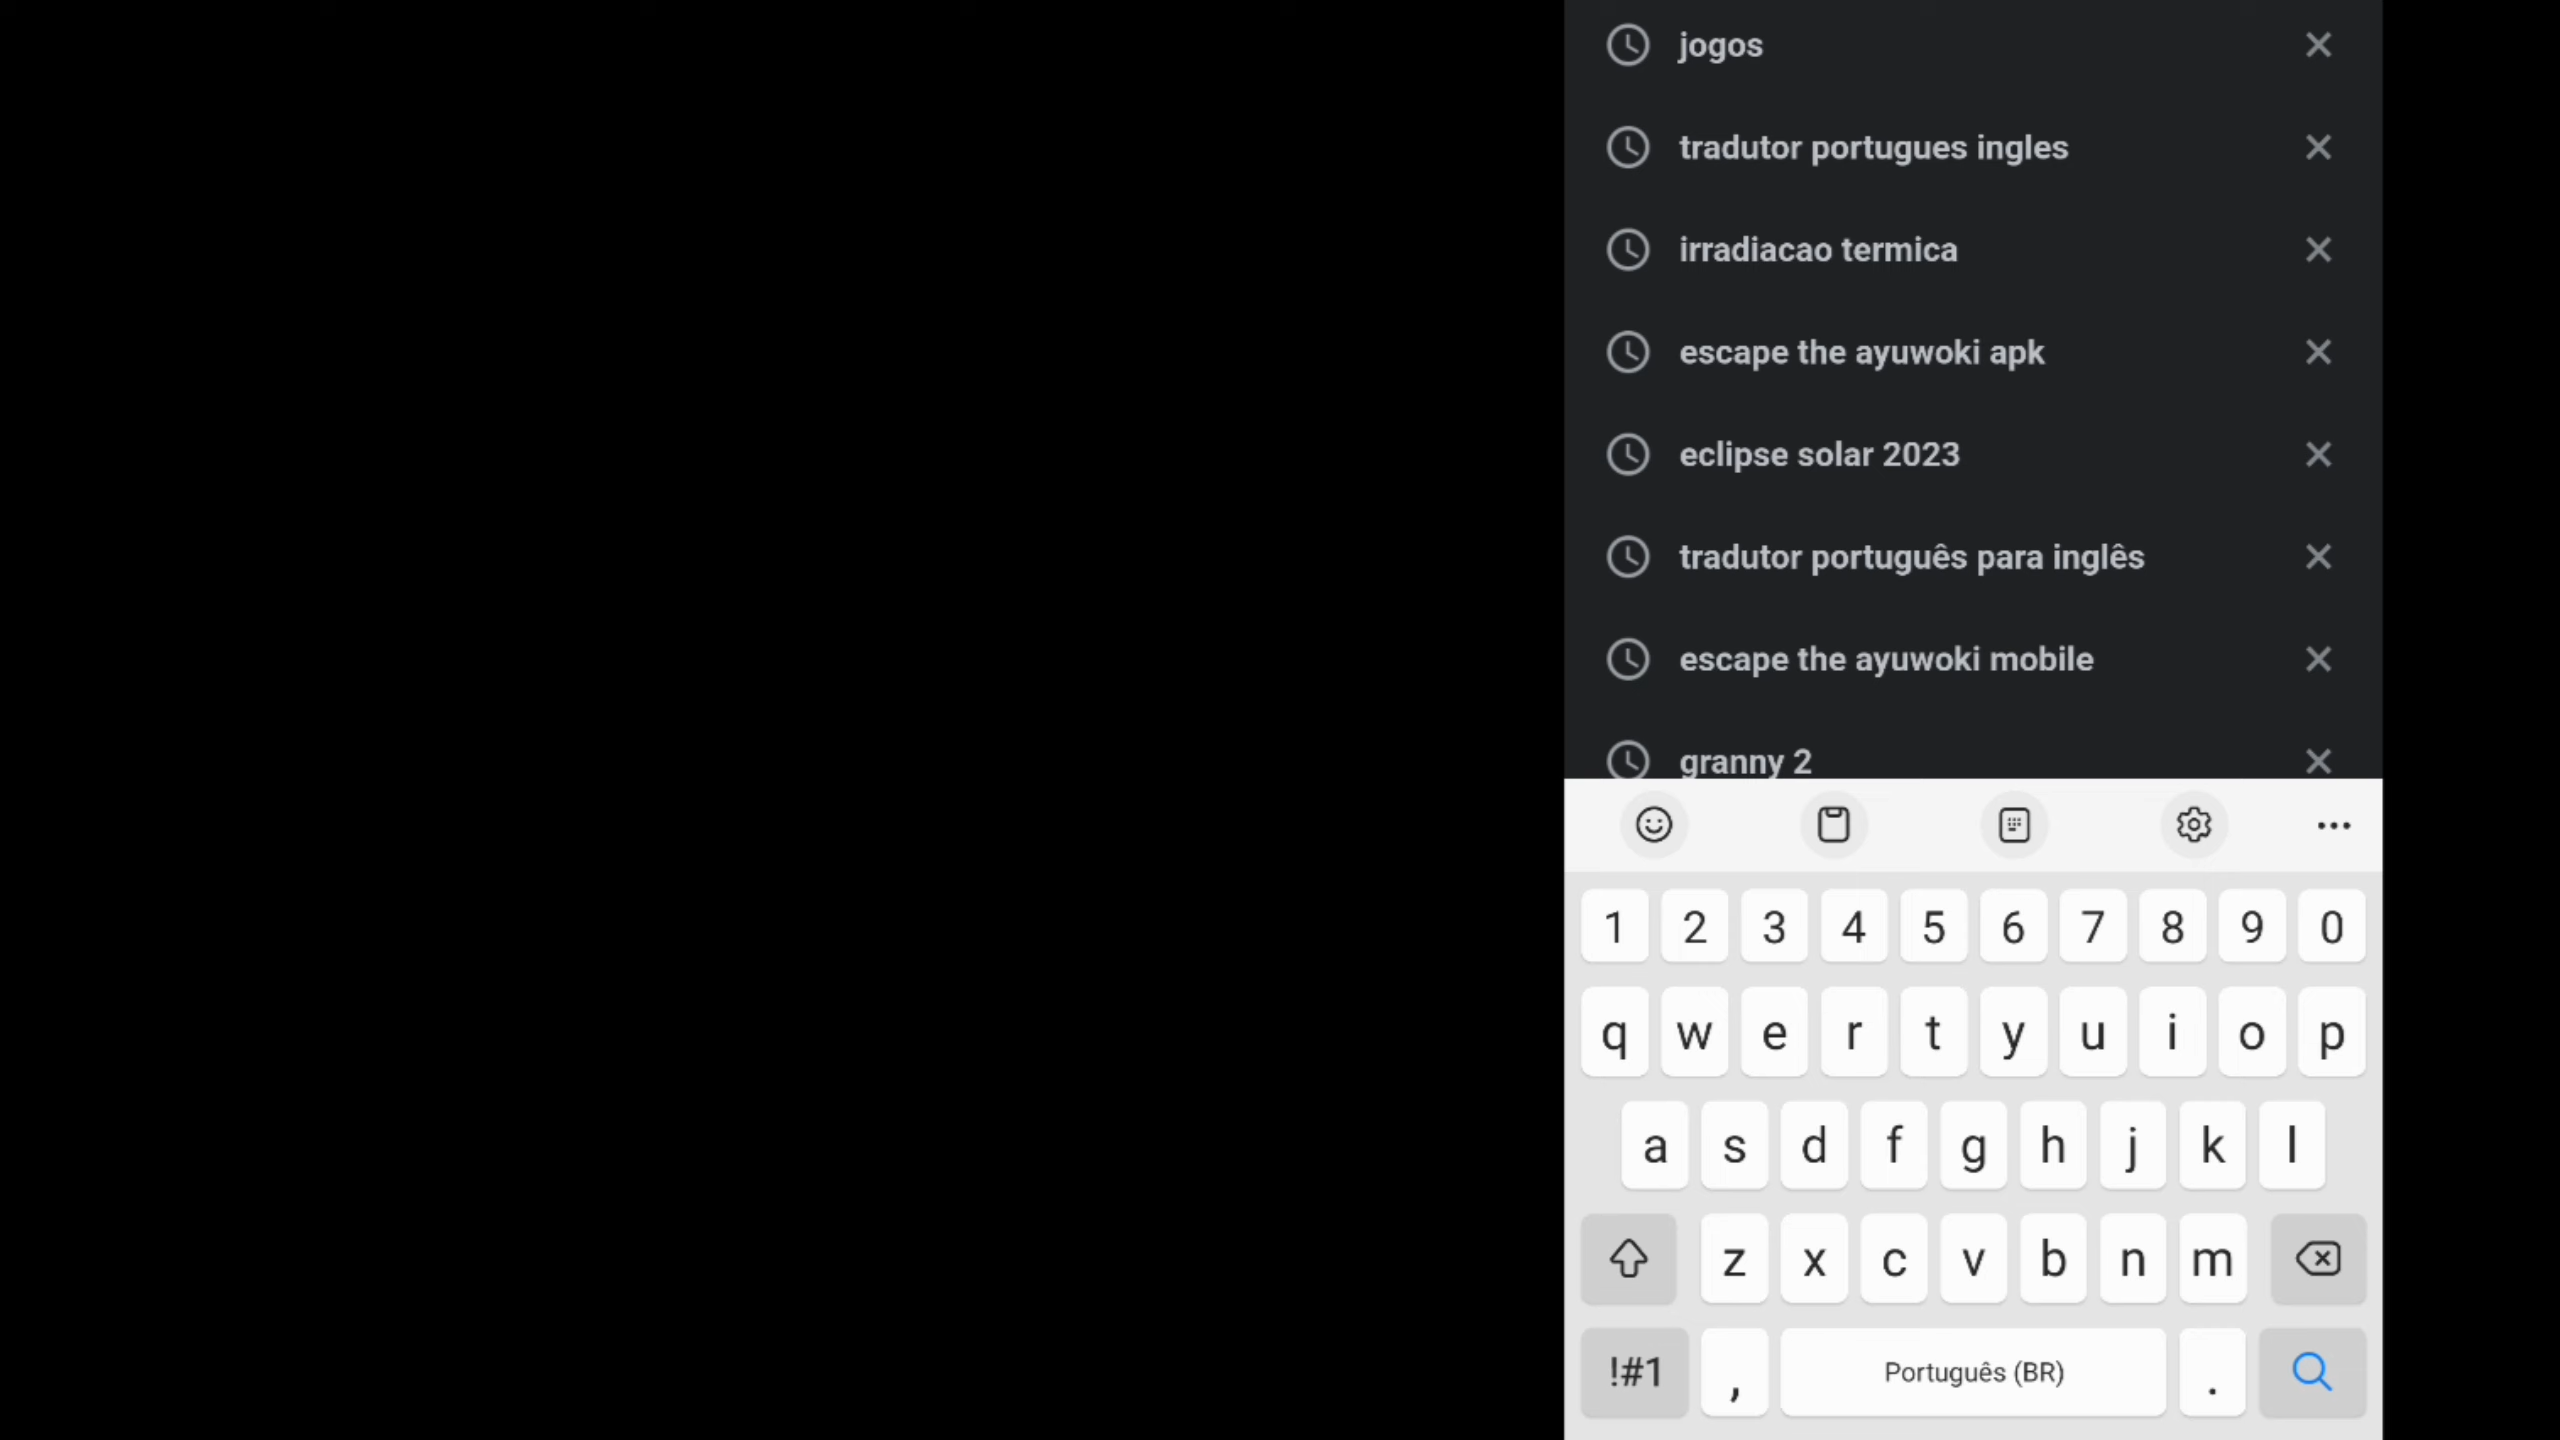 jogos
tradutor portugues ingles
irradiacao termica
escape the ayuwoki apk
eclipse solar 2023
tradutor português para inglês
escape the ayuwoki mobile
granny 2
1 2 3 4 5 6 7 8 9 0
q w e r t y u i o p
a s d f g h j k l
z x c v b n m
!#1 , Português (BR) .